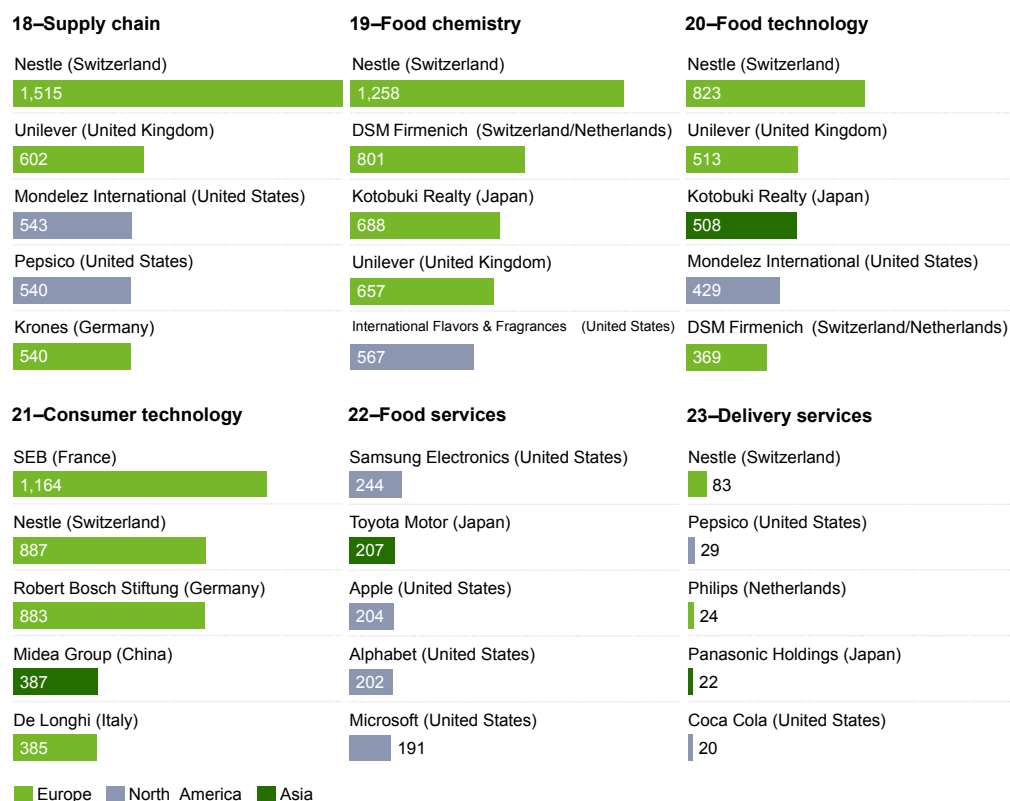 18–Supply chain
Nestle (Switzerland)
1,515
Unilever (United Kingdom)
602
Mondelez International (United States)
543
Pepsico (United States)
540
Krones (Germany)
540
19–Food chemistry
Nestle (Switzerland)
1,258
DSM Firmenich (Switzerland/Netherlands)
801
Kotobuki Realty (Japan)
688
Unilever (United Kingdom)
657
International Flavors & Fragrances (United States)
567
20–Food technology
Nestle (Switzerland)
823
Unilever (United Kingdom)
513
Kotobuki Realty (Japan)
508
Mondelez International (United States)
429
DSM Firmenich (Switzerland/Netherlands)
369
21–Consumer technology
SEB (France)
1,164
Nestle (Switzerland)
887
Robert Bosch Stiftung (Germany)
883
Midea Group (China)
387
De Longhi (Italy)
385
22–Food services
Samsung Electronics (United States)
244
Toyota Motor (Japan)
207
Apple (United States)
204
Alphabet (United States)
202
Microsoft (United States)
191
23–Delivery services
Nestle (Switzerland)
83
Pepsico (United States)
29
Philips (Netherlands)
24
Panasonic Holdings (Japan)
22
Coca Cola (United States)
20
Europe North America Asia